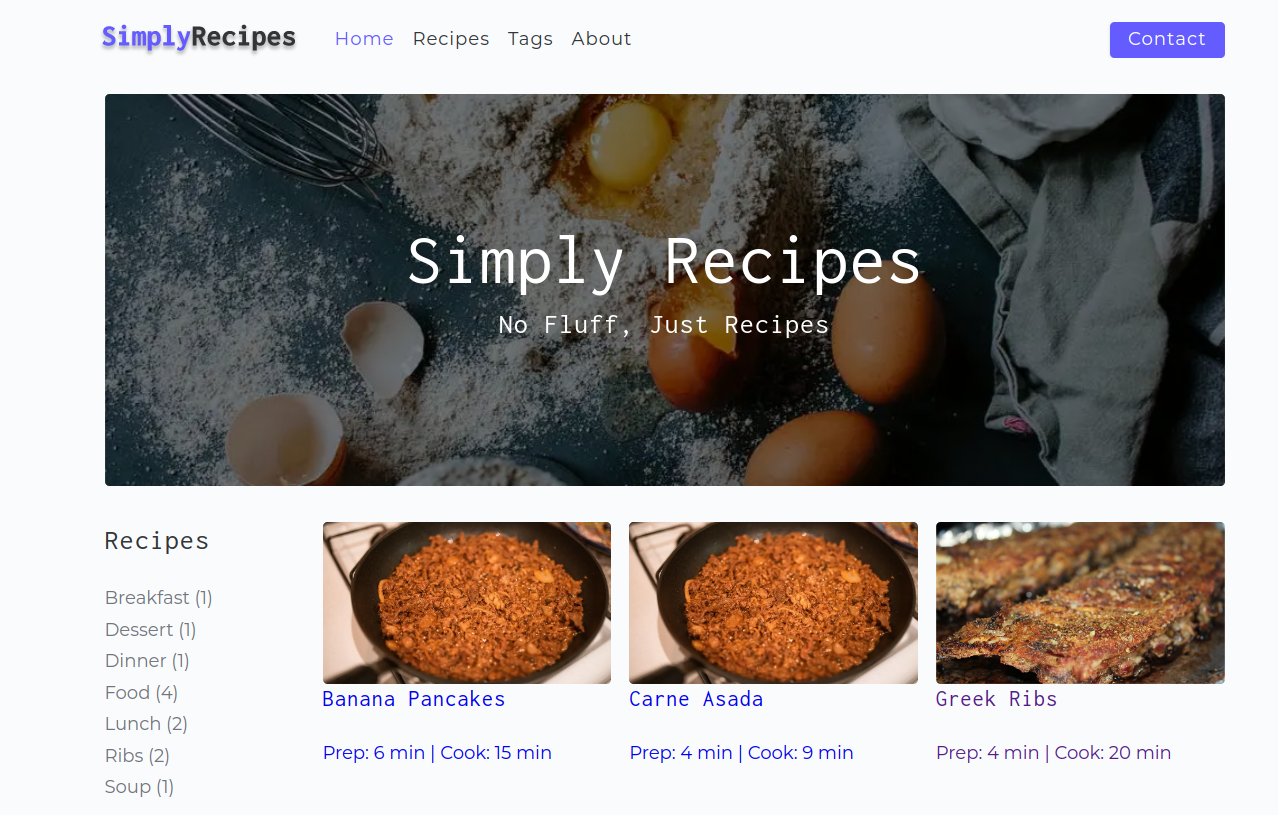 SimplyRecipes Home Recipes Tags About Contact
Simply Recipes
No Fluff, Just Recipes
Recipes
Breakfast (1)
Dessert (1)
Dinner (1)
Food (4)
Lunch (2)
Ribs (2)
Soup (1)
Banana Pancakes
Prep: 6 min | Cook: 15 min
Carne Asada
Prep: 4 min | Cook: 9 min
Greek Ribs
Prep: 4 min | Cook: 20 min